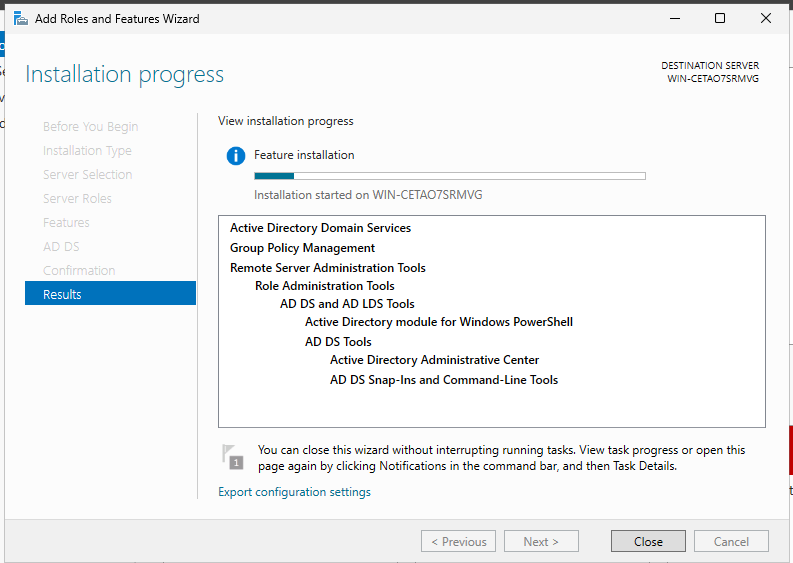 Add Roles and Features Wizard
Installation progress
DESTINATION SERVER
WIN-CETAO7SRMVG
Before You Begin
Installation Type
Server Selection
Server Roles
Features
AD DS
Confirmation
Results
View installation progress
Feature installation
Installation started on WIN-CETAO7SRMVG
Active Directory Domain Services
Group Policy Management
Remote Server Administration Tools
Role Administration Tools
AD DS and AD LDS Tools
Active Directory module for Windows PowerShell
AD DS Tools
Active Directory Administrative Center
AD DS Snap-Ins and Command-Line Tools
1
You can close this wizard without interrupting running tasks. View task progress or open this
page again by clicking Notifications in the command bar, and then Task Details.
Export configuration settings
< Previous
Next >
Close
Cancel